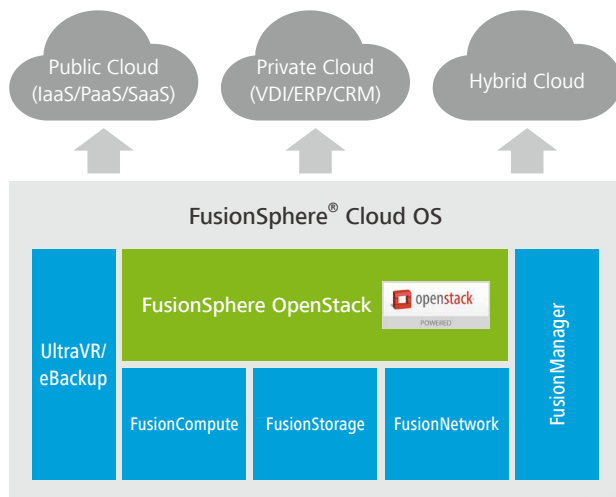 Public Cloud
(IaaS/PaaS/SaaS)
Private Cloud
(VDI/ERP/CRM)
Hybrid Cloud
FusionSphere® Cloud OS
UltraVR/
eBackup
FusionSphere OpenStack
openstack
POWERED
FusionCompute
FusionStorage
FusionNetwork
FusionManager